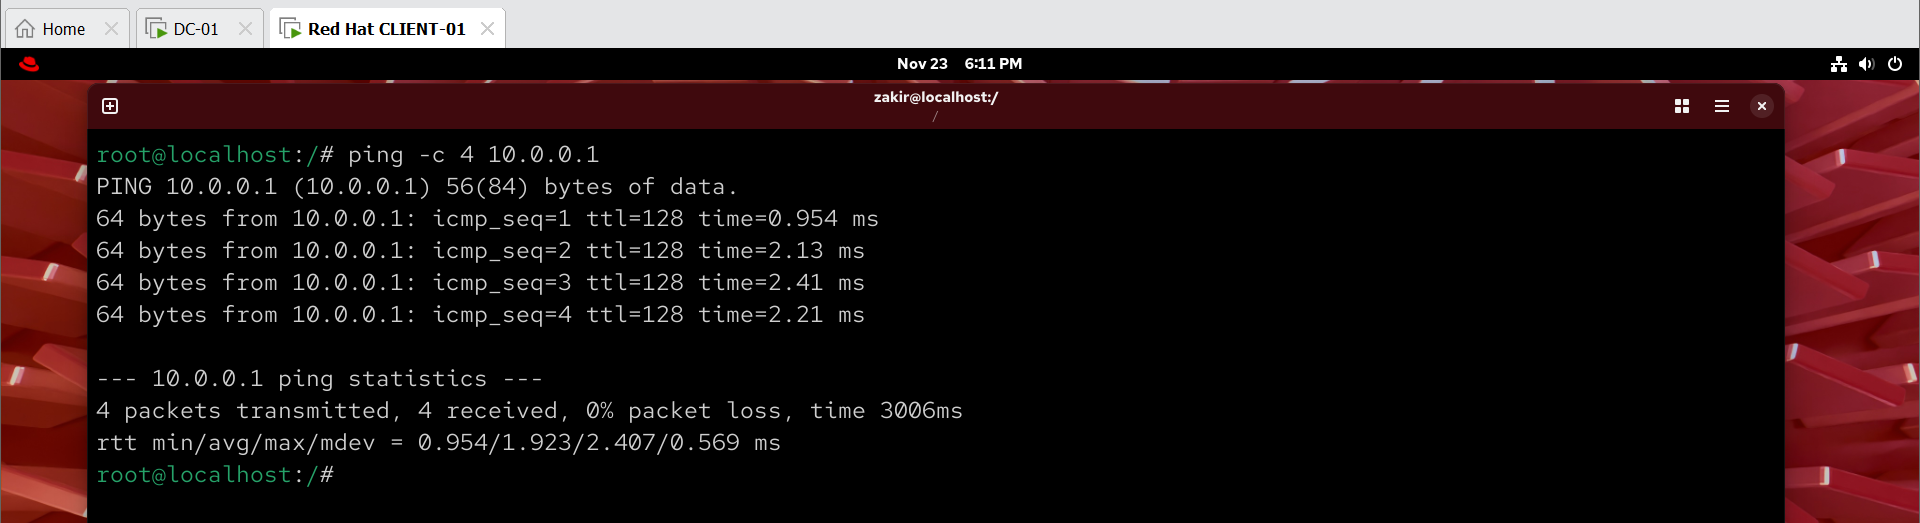 Home DC-01 Red Hat CLIENT-01
Nov 23 6:11 PM
zakir@localhost:/
/
root@localhost:/# ping -c 4 10.0.0.1
PING 10.0.0.1 (10.0.0.1) 56(84) bytes of data.
64 bytes from 10.0.0.1: icmp_seq=1 ttl=128 time=0.954 ms
64 bytes from 10.0.0.1: icmp_seq=2 ttl=128 time=2.13 ms
64 bytes from 10.0.0.1: icmp_seq=3 ttl=128 time=2.41 ms
64 bytes from 10.0.0.1: icmp_seq=4 ttl=128 time=2.21 ms
--- 10.0.0.1 ping statistics ---
4 packets transmitted, 4 received, 0% packet loss, time 3006ms
rtt min/avg/max/mdev = 0.954/1.923/2.407/0.569 ms
root@localhost:/#